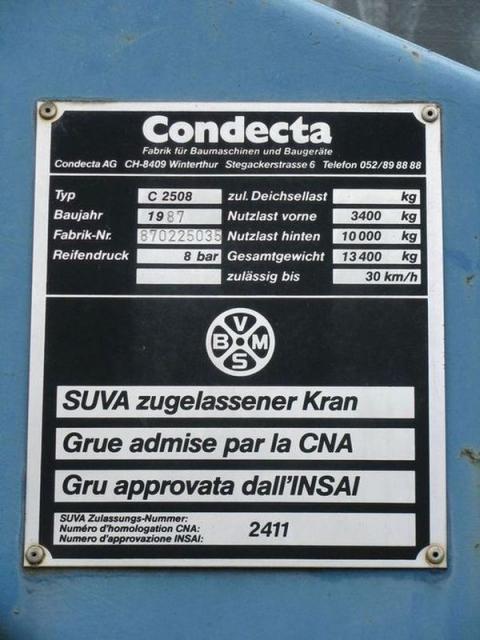 Condecta
Fabrik für Baumaschinen und Baugeräte
Condecta AG CH-8409 Winterthur Stegackerstrasse 6 Telefon 052/89 88 88
Typ C 2508 zul. Deichsellast kg
Baujahr 1987 Nutzlast vorne 3400 kg
Fabrik-Nr. 870225035 Nutzlast hinten 10 000 kg
Reifendruck 8 bar Gesamtgewicht 13 400 kg
zulässig bis 30 km/h
V
B M
S
SUVA zugelassener Kran
Grue admise par la CNA
Gru approvata dall'INSAI
SUVA Zulassungs-Nummer:
Numéro d'homologation CNA: 2411
Numero d'approvazione INSAI: